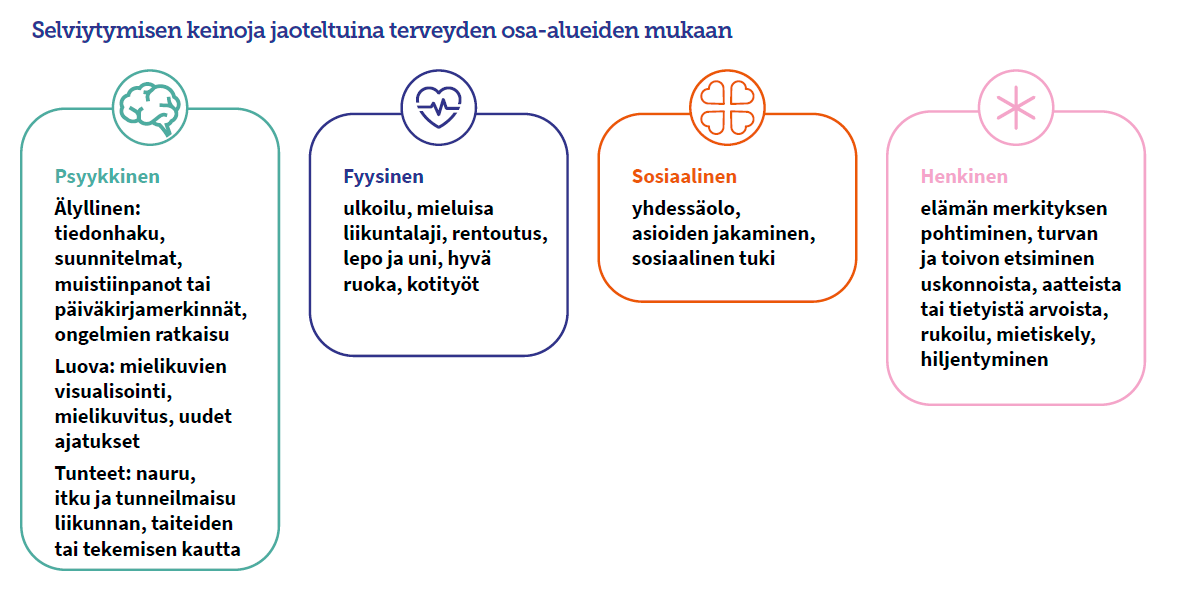 Selviytymisen keinoja jaoteltuina terveyden osa-alueiden mukaan
Psyykkinen
Älyllinen:
tiedonhaku,
suunnitelmat,
muistiinpanot tai
päiväkirjamerkinnät,
ongelmien ratkaisu
Luova: mielikuvien
visualisointi,
mielikuvitus, uudet
ajatukset
Tunteet: nauru,
itku ja tunneilmaisu
liikunnan, taiteiden
tai tekemisen kautta
Fyysinen
ulkoilu, mieluisa
liikuntalaji, rentoutus,
lepo ja uni, hyvä
ruoka, kotityöt
Sosiaalinen
yhdessäolo,
asioiden jakaminen,
sosiaalinen tuki
Henkinen
elämän merkityksen
pohtiminen, turvan
ja toivon etsiminen
uskonnoista, aatteista
tai tietyistä arvoista,
rukoilu, mietiskely,
hiljentyminen